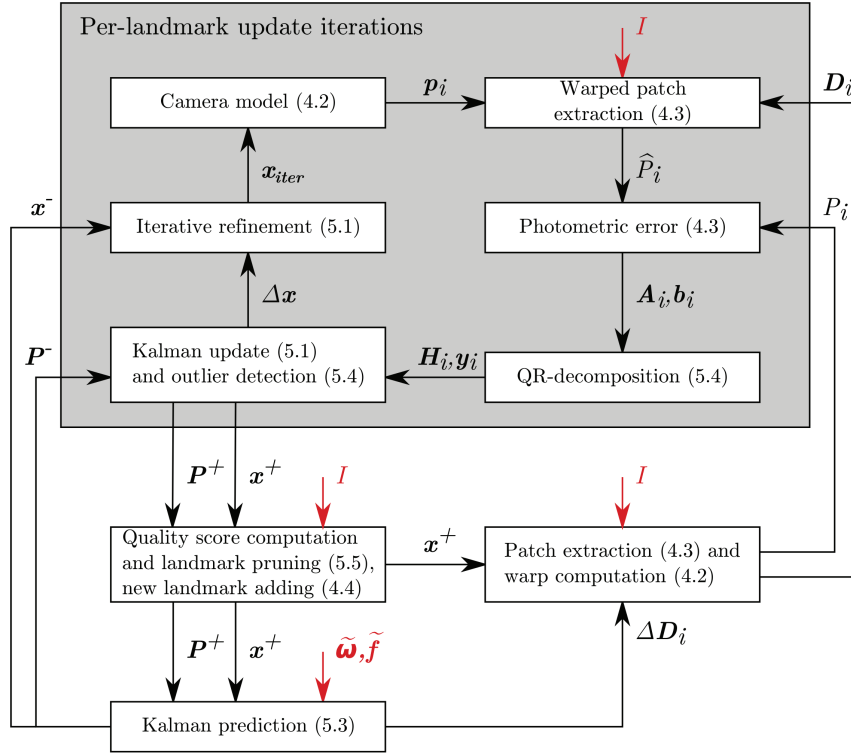 Per-landmark update iterations
I
Camera model (4.2)
p_i
Warped patch
extraction (4.3)
D_i
x_iter
P̂_i
x⁻
Iterative refinement (5.1)
Photometric error (4.3)
P_i
Δx
A_i,b_i
P⁻
Kalman update (5.1)
and outlier detection (5.4)
H_i,y_i
QR-decomposition (5.4)
P⁺ x⁺
I
I
Quality score computation
and landmark pruning (5.5),
new landmark adding (4.4)
x⁺
Patch extraction (4.3) and
warp computation (4.2)
P⁺ x⁺
ω̃,f̃
ΔD_i
Kalman prediction (5.3)